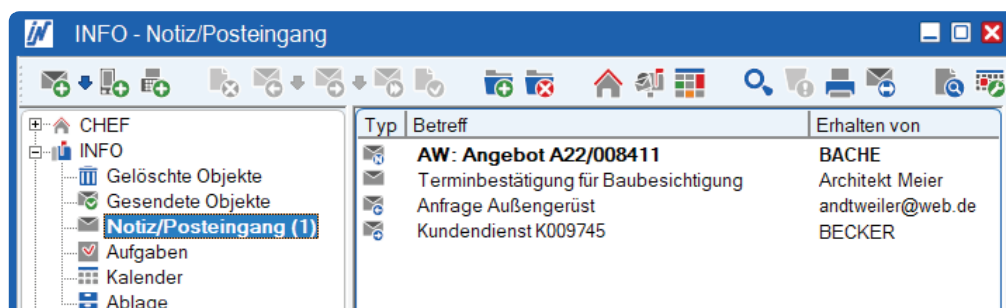 INFO - Notiz/Posteingang
CHEF
INFO
Gelöschte Objekte
Gesendete Objekte
Notiz/Posteingang (1)
Aufgaben
Kalender
Ablage
Typ Betreff Erhalten von
AW: Angebot A22/008411 BACHE
Terminbestätigung für Baubesichtigung Architekt Meier
Anfrage Außengerüst andtweiler@web.de
Kundendienst K009745 BECKER